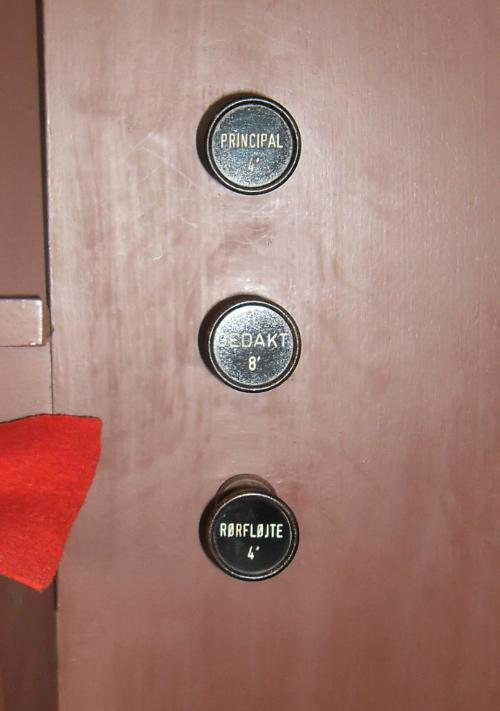 PRINCIPAL
4'
GEDAKT
8'
RØRFLØJTE
4'